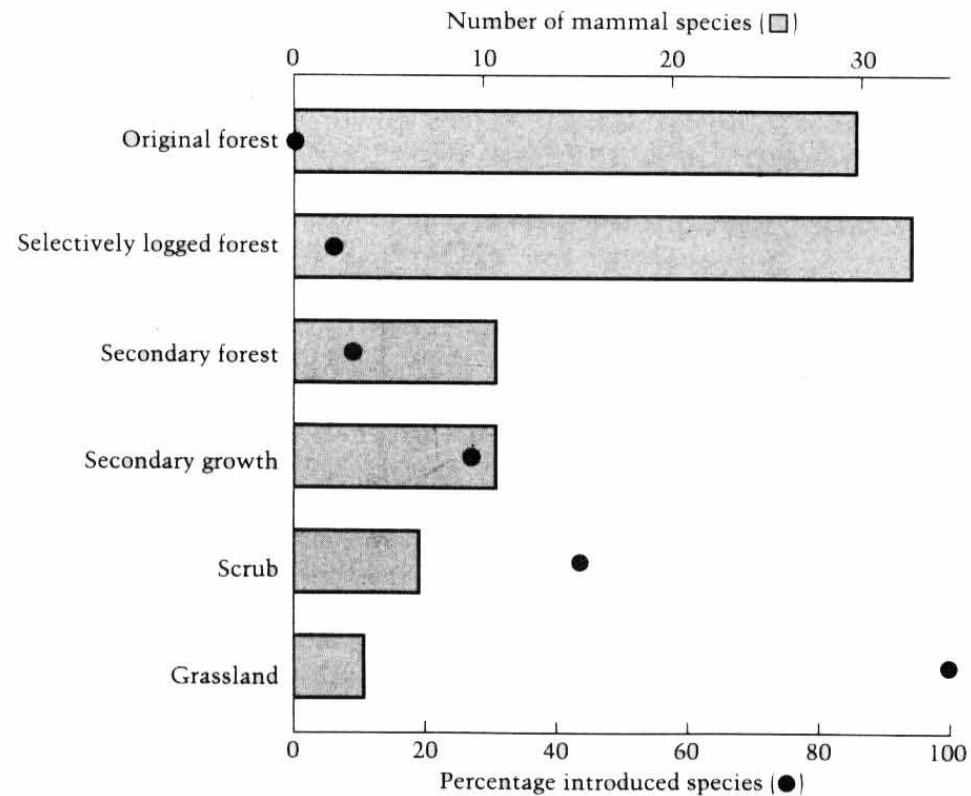 Number of mammal species (□)
0 10 20 30
Original forest
Selectively logged forest
Secondary forest
Secondary growth
Scrub
Grassland
0 20 40 60 80 100
Percentage introduced species (●)